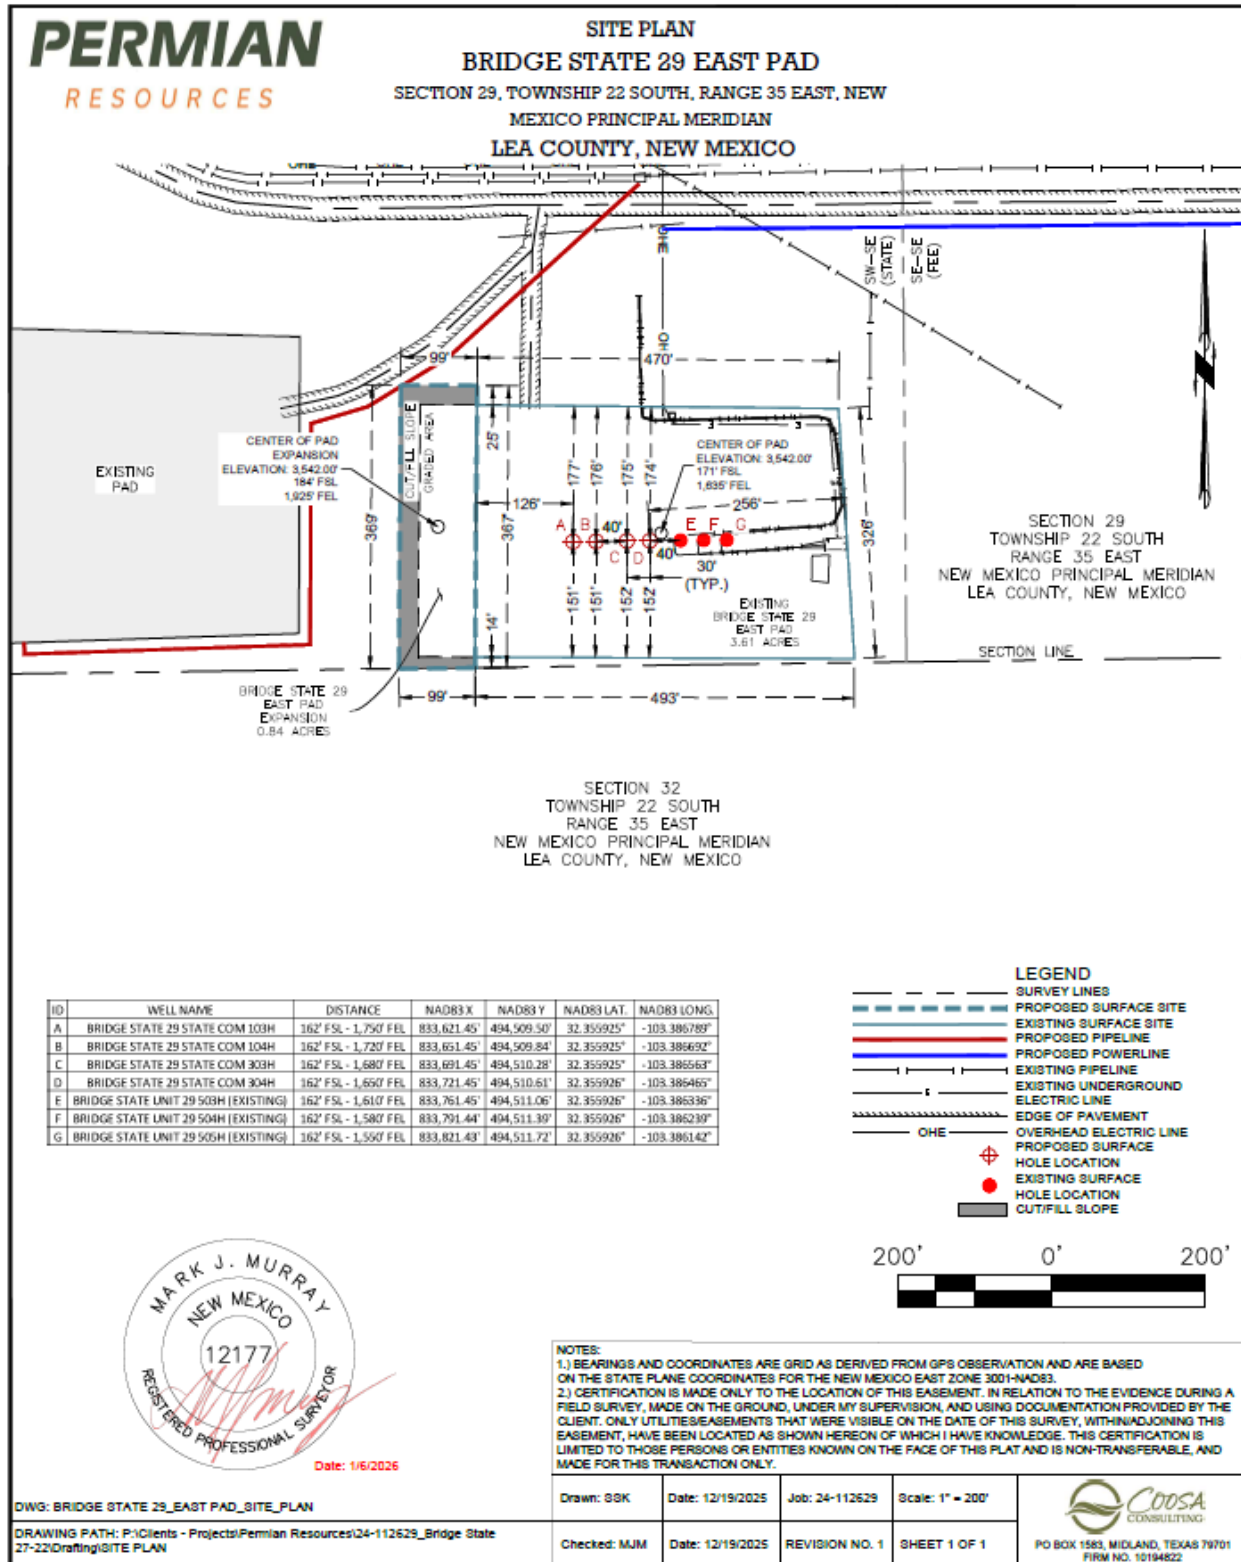 PERMIAN
RESOURCES
SITE PLAN
BRIDGE STATE 29 EAST PAD
SECTION 29, TOWNSHIP 22 SOUTH, RANGE 35 EAST, NEW
MEXICO PRINCIPAL MERIDIAN
LEA COUNTY, NEW MEXICO
OHE
OHE
SW-SE
(STATE)
SE-SE
(FEE)
99'
470'
EXISTING
PAD
CENTER OF PAD
EXPANSION
ELEVATION: 3,542.00'
184' FSL
1,925' FEL
CUT/FILL SLOPE
GRADED AREA
25'
369'
367'
14'
126'
177'
176'
175'
174'
CENTER OF PAD
ELEVATION: 3,542.00'
171' FSL
1,635' FEL
256'
326'
A B 40' E F G
C D 40'
30'
(TYP.)
151'
151'
152'
152'
EXISTING
BRIDGE STATE 29
EAST PAD
3.61 ACRES
SECTION 29
TOWNSHIP 22 SOUTH
RANGE 35 EAST
NEW MEXICO PRINCIPAL MERIDIAN
LEA COUNTY, NEW MEXICO
SECTION LINE
99'
493'
BRIDGE STATE 29
EAST PAD
EXPANSION
0.84 ACRES
SECTION 32
TOWNSHIP 22 SOUTH
RANGE 35 EAST
NEW MEXICO PRINCIPAL MERIDIAN
LEA COUNTY, NEW MEXICO
ID WELL NAME DISTANCE NAD83 X NAD83 Y NAD83 LAT. NAD83 LONG.
A BRIDGE STATE 29 STATE COM 103H 162' FSL - 1,750' FEL 833,621.45' 494,509.50' 32.355925° -103.386789°
B BRIDGE STATE 29 STATE COM 104H 162' FSL - 1,720' FEL 833,651.45' 494,509.84' 32.355925° -103.386692°
C BRIDGE STATE 29 STATE COM 303H 162' FSL - 1,680' FEL 833,691.45' 494,510.28' 32.355925° -103.386563°
D BRIDGE STATE 29 STATE COM 304H 162' FSL - 1,650' FEL 833,721.45' 494,510.61' 32.355926° -103.386465°
E BRIDGE STATE UNIT 29 503H (EXISTING) 162' FSL - 1,610' FEL 833,761.45' 494,511.06' 32.355926° -103.386336°
F BRIDGE STATE UNIT 29 504H (EXISTING) 162' FSL - 1,580' FEL 833,791.44' 494,511.39' 32.355926° -103.386239°
G BRIDGE STATE UNIT 29 505H (EXISTING) 162' FSL - 1,550' FEL 833,821.43' 494,511.72' 32.355926° -103.386142°
LEGEND
SURVEY LINES
PROPOSED SURFACE SITE
EXISTING SURFACE SITE
PROPOSED PIPELINE
PROPOSED POWERLINE
EXISTING PIPELINE
EXISTING UNDERGROUND
ELECTRIC LINE
EDGE OF PAVEMENT
OHE OVERHEAD ELECTRIC LINE
PROPOSED SURFACE
HOLE LOCATION
EXISTING SURFACE
HOLE LOCATION
CUT/FILL SLOPE
200' 0' 200'
MARK J. MURRAY
NEW MEXICO
12177
REGISTERED PROFESSIONAL SURVEYOR
Date: 1/6/2026
NOTES:
1.) BEARINGS AND COORDINATES ARE GRID AS DERIVED FROM GPS OBSERVATION AND ARE BASED
ON THE STATE PLANE COORDINATES FOR THE NEW MEXICO EAST ZONE 3001-NAD83.
2.) CERTIFICATION IS MADE ONLY TO THE LOCATION OF THIS EASEMENT. IN RELATION TO THE EVIDENCE DURING A
FIELD SURVEY, MADE ON THE GROUND, UNDER MY SUPERVISION, AND USING DOCUMENTATION PROVIDED BY THE
CLIENT. ONLY UTILITIES/EASEMENTS THAT WERE VISIBLE ON THE DATE OF THIS SURVEY, WITHIN/ADJOINING THIS
EASEMENT, HAVE BEEN LOCATED AS SHOWN HEREON OF WHICH I HAVE KNOWLEDGE. THIS CERTIFICATION IS
LIMITED TO THOSE PERSONS OR ENTITIES KNOWN ON THE FACE OF THIS PLAT AND IS NON-TRANSFERABLE, AND
MADE FOR THIS TRANSACTION ONLY.
DWG: BRIDGE STATE 29_EAST PAD_SITE_PLAN
DRAWING PATH: P:\Clients - Projects\Permian Resources\24-112629_Bridge State
27-22\Drafting\SITE PLAN
Drawn: SSK Date: 12/19/2025 Job: 24-112629 Scale: 1" = 200'
Checked: MJM Date: 12/19/2025 REVISION NO. 1 SHEET 1 OF 1
COOSA
CONSULTING
PO BOX 1583, MIDLAND, TEXAS 79701
FIRM NO. 10194822